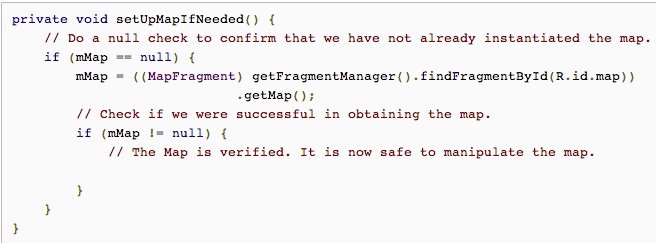 private void setUpMapIfNeeded() {
    // Do a null check to confirm that we have not already instantiated the map.
    if (mMap == null) {
        mMap = ((MapFragment) getFragmentManager().findFragmentById(R.id.map))
                            .getMap();
        // Check if we were successful in obtaining the map.
        if (mMap != null) {
            // The Map is verified. It is now safe to manipulate the map.

        }
    }
}